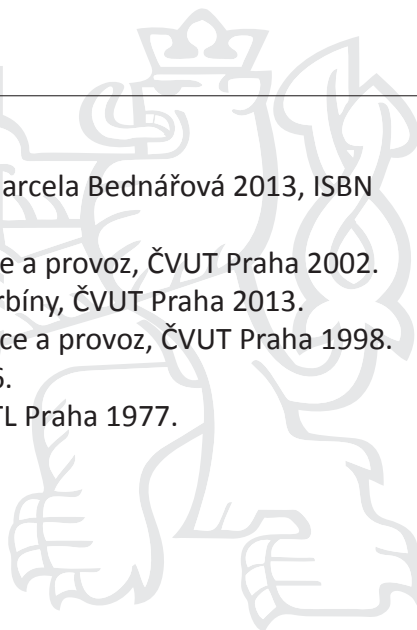 arcela Bednářová 2013, ISBN
e a provoz, ČVUT Praha 2002.
rbíny, ČVUT Praha 2013.
ce a provoz, ČVUT Praha 1998.
.
TL Praha 1977.